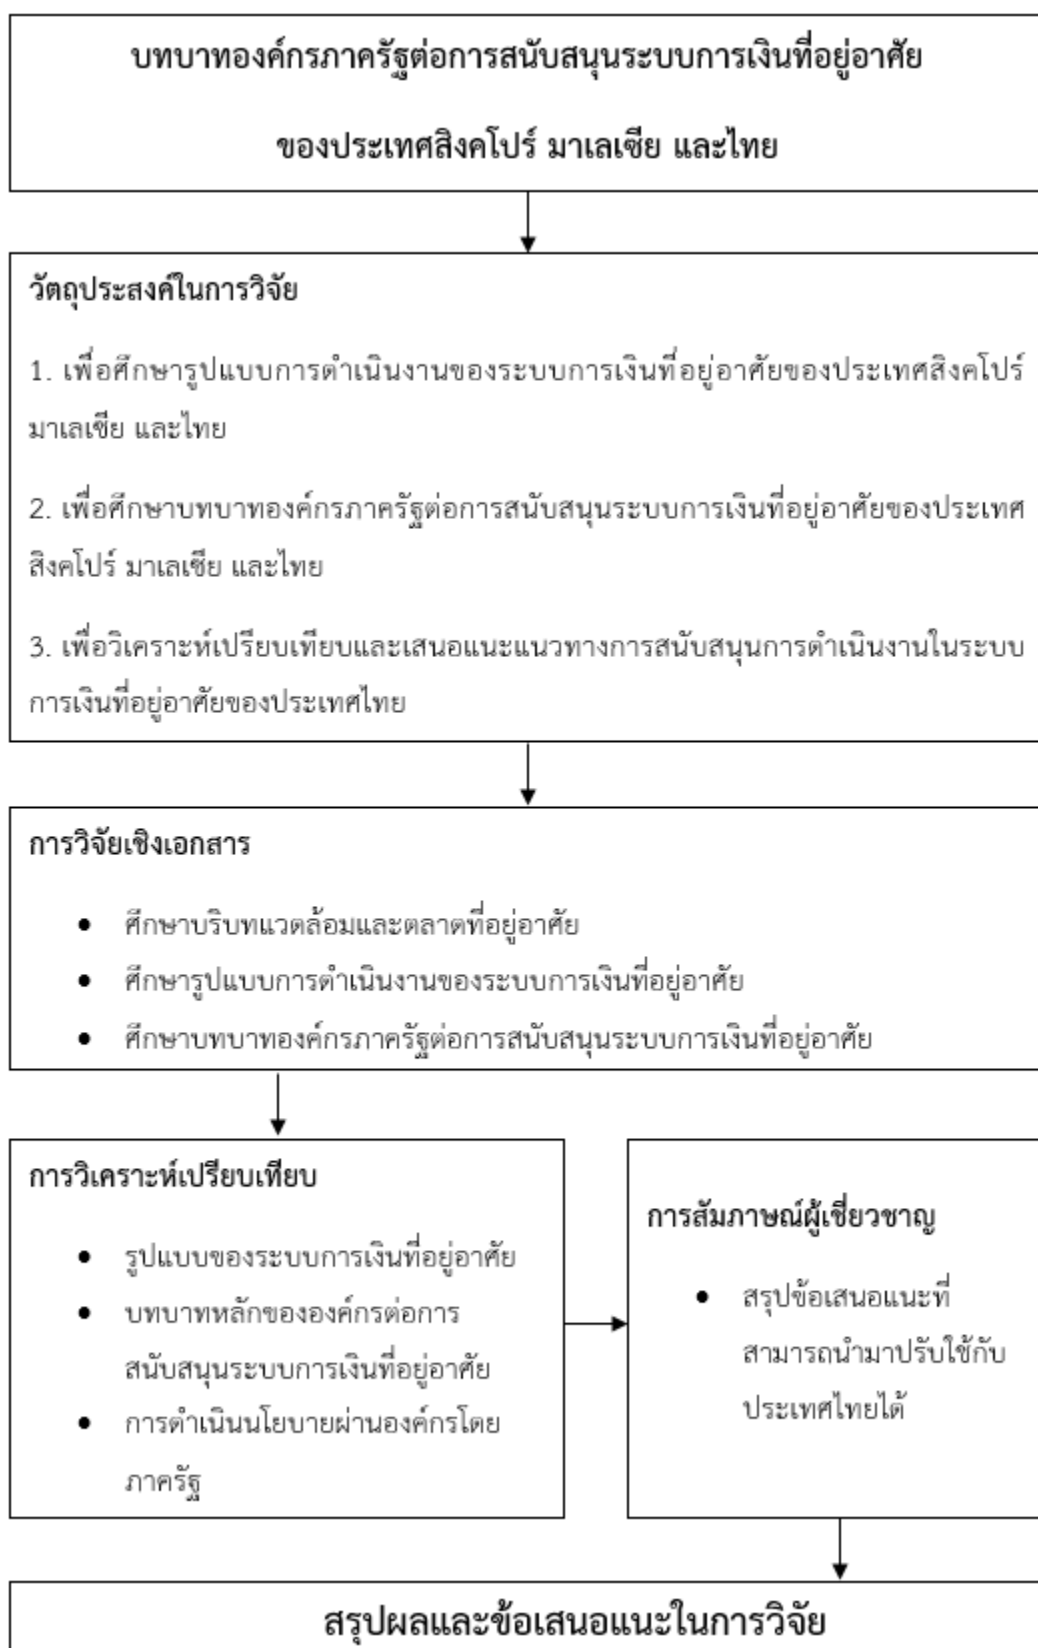 บทบาทองค์กรภาครัฐต่อการสนับสนุนระบบการเงินที่อยู่อาศัย
ของประเทศสิงคโปร์ มาเลเซีย และไทย
วัตถุประสงค์ในการวิจัย
1. เพื่อศึกษารูปแบบการดำเนินงานของระบบการเงินที่อยู่อาศัยของประเทศสิงคโปร์
มาเลเซีย และไทย
2. เพื่อศึกษาบทบาทองค์กรภาครัฐต่อการสนับสนุนระบบการเงินที่อยู่อาศัยของประเทศ
สิงคโปร์ มาเลเซีย และไทย
3. เพื่อวิเคราะห์เปรียบเทียบและเสนอแนะแนวทางการสนับสนุนการดำเนินงานในระบบ
การเงินที่อยู่อาศัยของประเทศไทย
การวิจัยเชิงเอกสาร
• ศึกษาบริบทแวดล้อมและตลาดที่อยู่อาศัย
• ศึกษารูปแบบการดำเนินงานของระบบการเงินที่อยู่อาศัย
• ศึกษาบทบาทองค์กรภาครัฐต่อการสนับสนุนระบบการเงินที่อยู่อาศัย
การวิเคราะห์เปรียบเทียบ
• รูปแบบของระบบการเงินที่อยู่อาศัย
• บทบาทหลักขององค์กรต่อการ
สนับสนุนระบบการเงินที่อยู่อาศัย
• การดำเนินนโยบายผ่านองค์กรโดย
ภาครัฐ
การสัมภาษณ์ผู้เชี่ยวชาญ
• สรุปข้อเสนอแนะที่
สามารถนำมาปรับใช้กับ
ประเทศไทยได้
สรุปผลและข้อเสนอแนะในการวิจัย